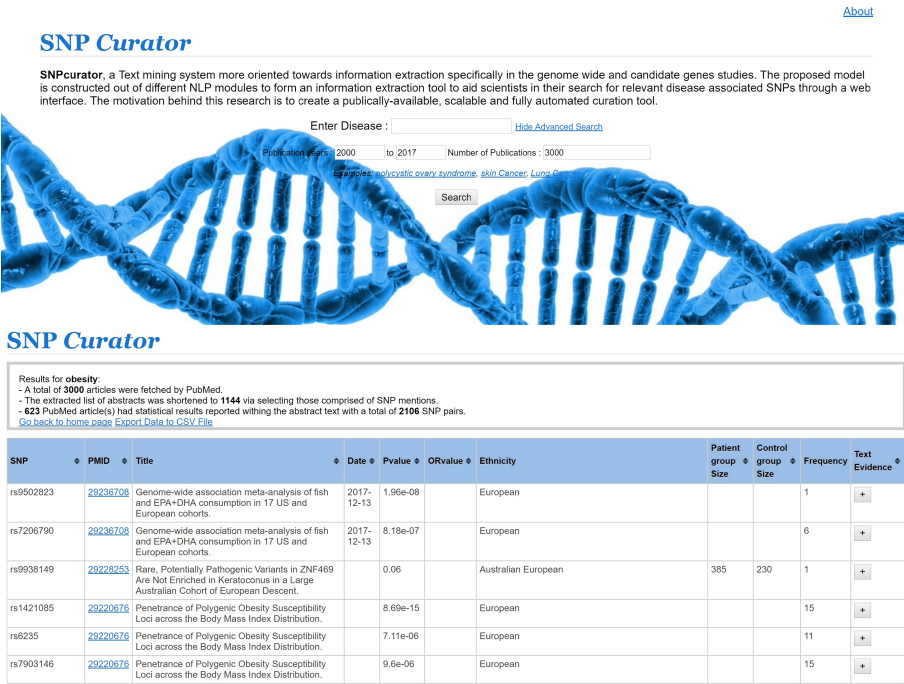 About
SNP Curator
SNPcurator, a Text mining system more oriented towards information extraction specifically in the genome wide and candidate genes studies. The proposed model
is constructed out of different NLP modules to form an information extraction tool to aid scientists in their search for relevant disease associated SNPs through a web
interface. The motivation behind this research is to create a publically-available, scalable and fully automated curation tool.
Enter Disease : Hide Advanced Search
Publication Years : 2000 to 2017 Number of Publications : 3000
Examples: polycystic ovary syndrome, skin Cancer, Lung Cancer
Search
SNP Curator
Results for obesity:
- A total of 3000 articles were fetched by PubMed.
- The extracted list of abstracts was shortened to 1144 via selecting those comprised of SNP mentions.
- 623 PubMed article(s) had statistical results reported withing the abstract text with a total of 2106 SNP pairs.
Go back to home page Export Data to CSV File
SNP PMID Title Date Pvalue ORvalue Ethnicity Patient group Size Control group Size Frequency Text Evidence
rs9502823 29236708 Genome-wide association meta-analysis of fish 2017- 1.96e-08 European 1 +
and EPA+DHA consumption in 17 US and 12-13
European cohorts.
rs7206790 29236708 Genome-wide association meta-analysis of fish 2017- 8.18e-07 European 6 +
and EPA+DHA consumption in 17 US and 12-13
European cohorts.
rs9938149 29228253 Rare, Potentially Pathogenic Variants in ZNF469 0.06 Australian European 385 230 1 +
Are Not Enriched in Keratoconus in a Large
Australian Cohort of European Descent.
rs1421085 29220676 Penetrance of Polygenic Obesity Susceptibility 8.69e-15 European 15 +
Loci across the Body Mass Index Distribution.
rs6235 29220676 Penetrance of Polygenic Obesity Susceptibility 7.11e-06 European 11 +
Loci across the Body Mass Index Distribution.
rs7903146 29220676 Penetrance of Polygenic Obesity Susceptibility 9.6e-06 European 15 +
Loci across the Body Mass Index Distribution.